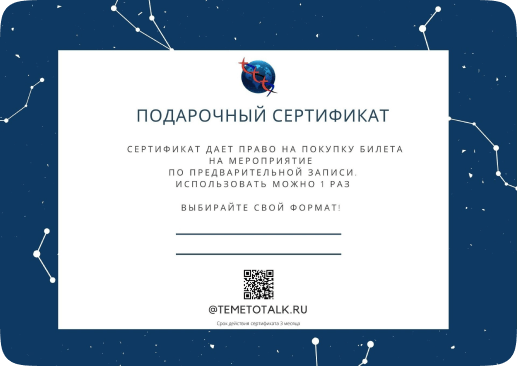 ПОДАРОЧНЫЙ СЕРТИФИКАТ
СЕРТИФИКАТ ДАЕТ ПРАВО НА ПОКУПКУ БИЛЕТА
НА МЕРОПРИЯТИЕ
ПО ПРЕДВАРИТЕЛЬНОЙ ЗАПИСИ.
ИСПОЛЬЗОВАТЬ МОЖНО 1 РАЗ
ВЫБИРАЙТЕ СВОЙ ФОРМАТ!
@TEMETOTALK.RU
Срок действия сертификата 3 месяца